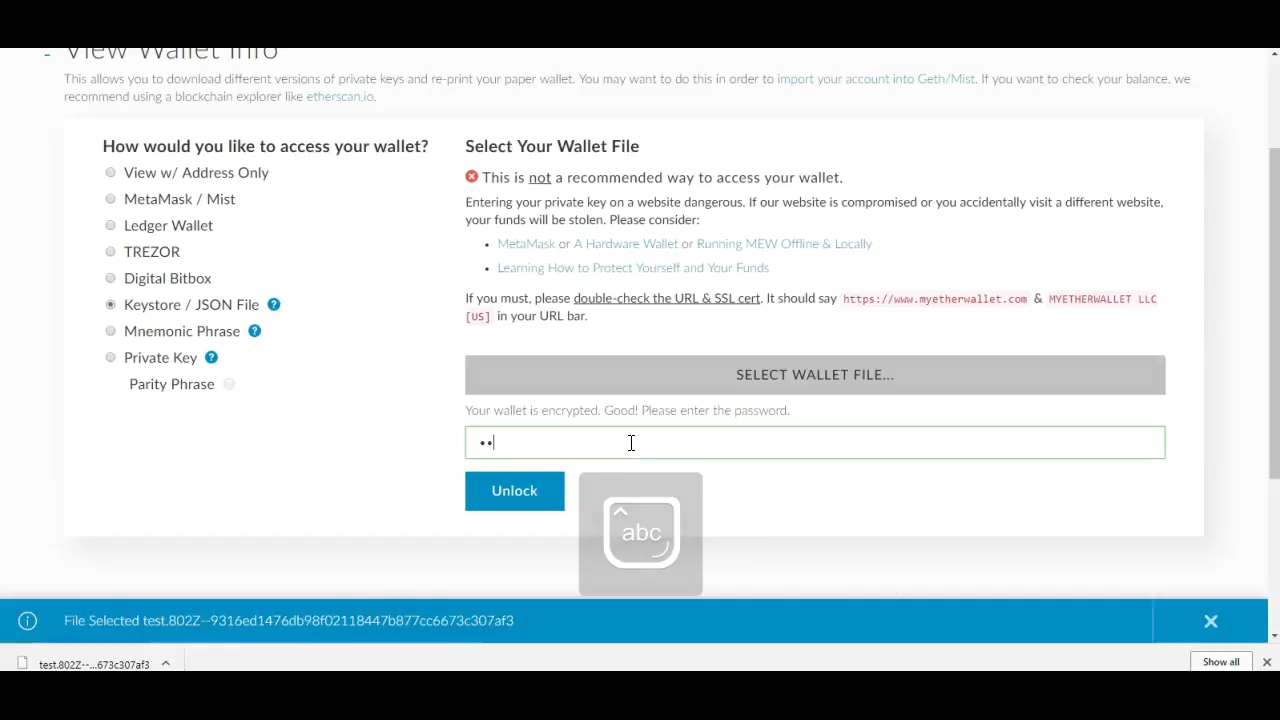 View Wallet Info
This allows you to download different versions of private keys and re-print your paper wallet. You may want to do this in order to import your account into Geth/Mist. If you want to check your balance, we
recommend using a blockchain explorer like etherscan.io.
How would you like to access your wallet?
View w/ Address Only
MetaMask / Mist
Ledger Wallet
TREZOR
Digital Bitbox
Keystore / JSON File ?
Mnemonic Phrase ?
Private Key ?
Parity Phrase
Select Your Wallet File
This is not a recommended way to access your wallet.
Entering your private key on a website dangerous. If our website is compromised or you accidentally visit a different website,
your funds will be stolen. Please consider:
• MetaMask or A Hardware Wallet or Running MEW Offline & Locally
• Learning How to Protect Yourself and Your Funds
If you must, please double-check the URL & SSL cert. It should say https://www.myetherwallet.com & MYETHERWALLET LLC
[US] in your URL bar.
SELECT WALLET FILE...
Your wallet is encrypted. Good! Please enter the password.
••
Unlock
abc
File Selected test.802Z--9316ed1476db98f02118447b877cc6673c307af3
test.802Z--...673c307af3
Show all